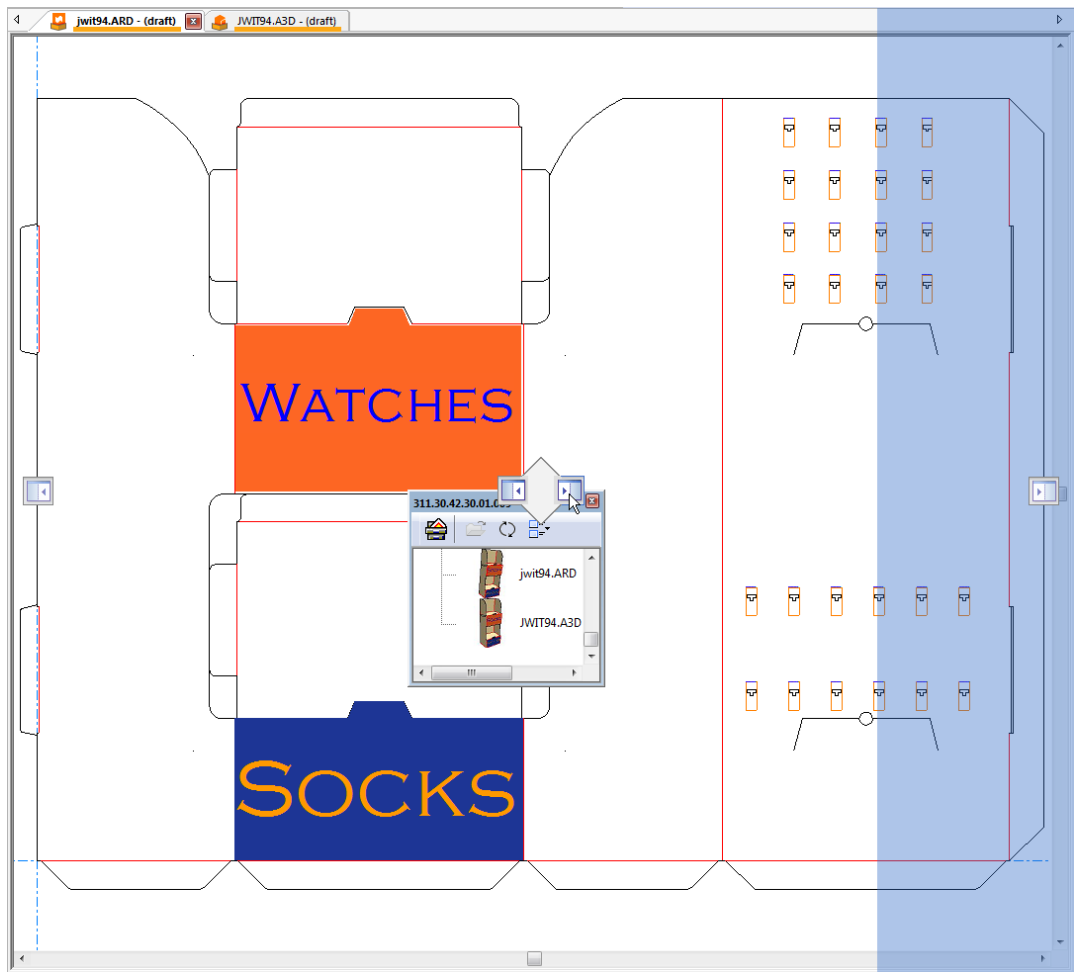 jwit94.ARD - (draft)
JWIT94.A3D - (draft)
WATCHES
jwit94.ARD
JWIT94.A3D
SOCKS